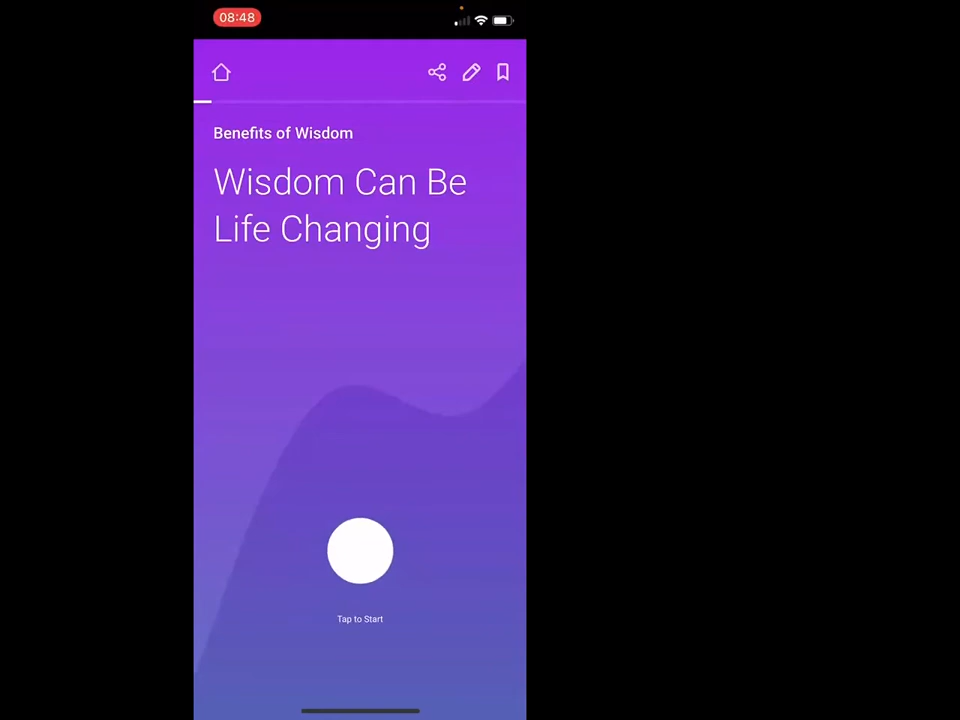 08:48
Benefits of Wisdom
Wisdom Can Be
Life Changing
Tap to Start